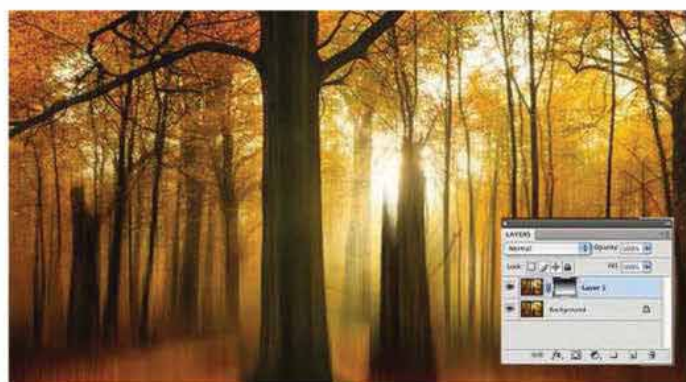 LAYERS
Normal
Opacity: 100%
Lock:
Fill: 100%
Layer 1
Background